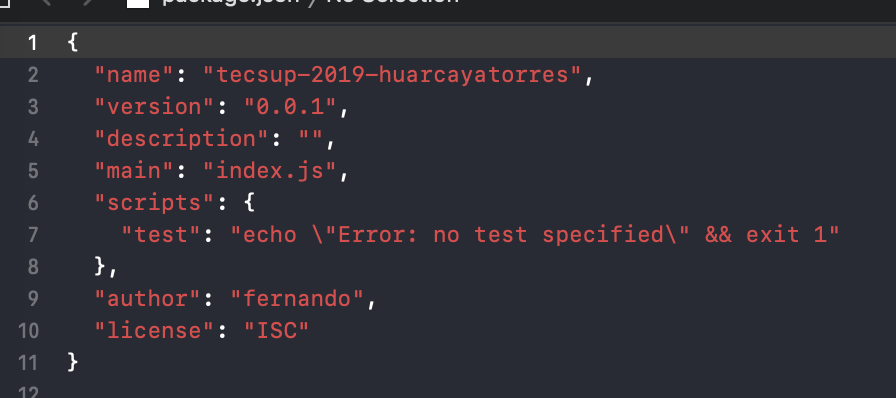 package.json / No Selection
1 {
2 "name": "tecsup-2019-huarcayatorres",
3 "version": "0.0.1",
4 "description": "",
5 "main": "index.js",
6 "scripts": {
7 "test": "echo \"Error: no test specified\" && exit 1"
8 },
9 "author": "fernando",
10 "license": "ISC"
11 }
12